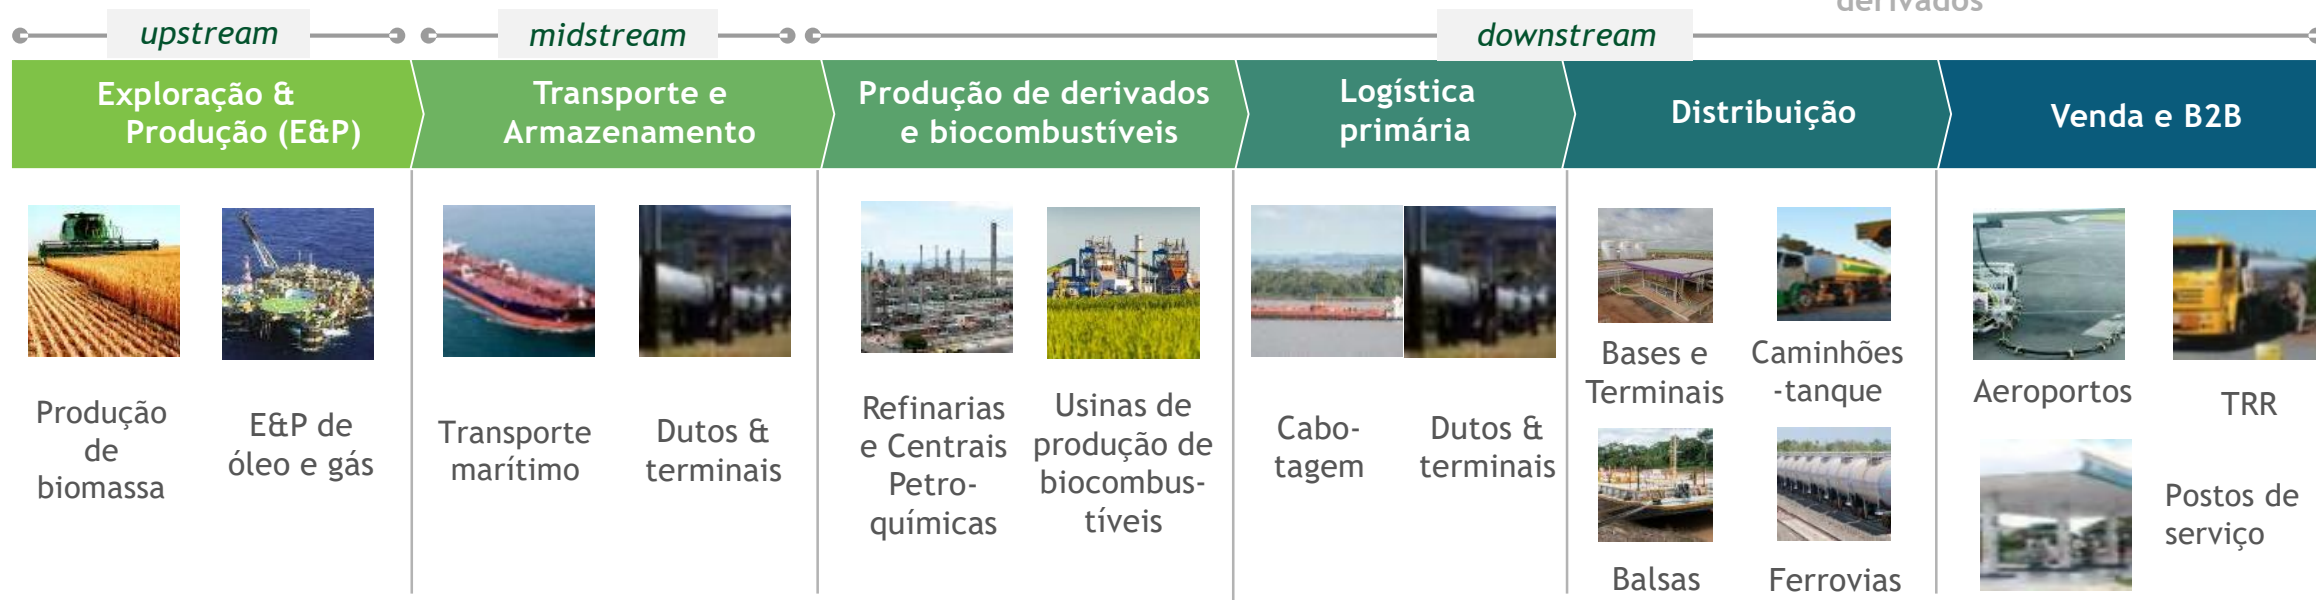 derivados
upstream
midstream
downstream
Exploração &
Produção (E&P)
Transporte e
Armazenamento
Produção de derivados
e biocombustíveis
Logística
primária
Distribuição
Venda e B2B
Produção
de
biomassa
E&P de
óleo e gás
Transporte
marítimo
Dutos &
terminais
Refinarias
e Centrais
Petro-
químicas
Usinas de
produção de
biocombus-
tíveis
Cabo-
tagem
Dutos &
terminais
Bases e
Terminais
Caminhões
-tanque
Balsas
Ferrovias
Aeroportos
TRR
Postos de
serviço